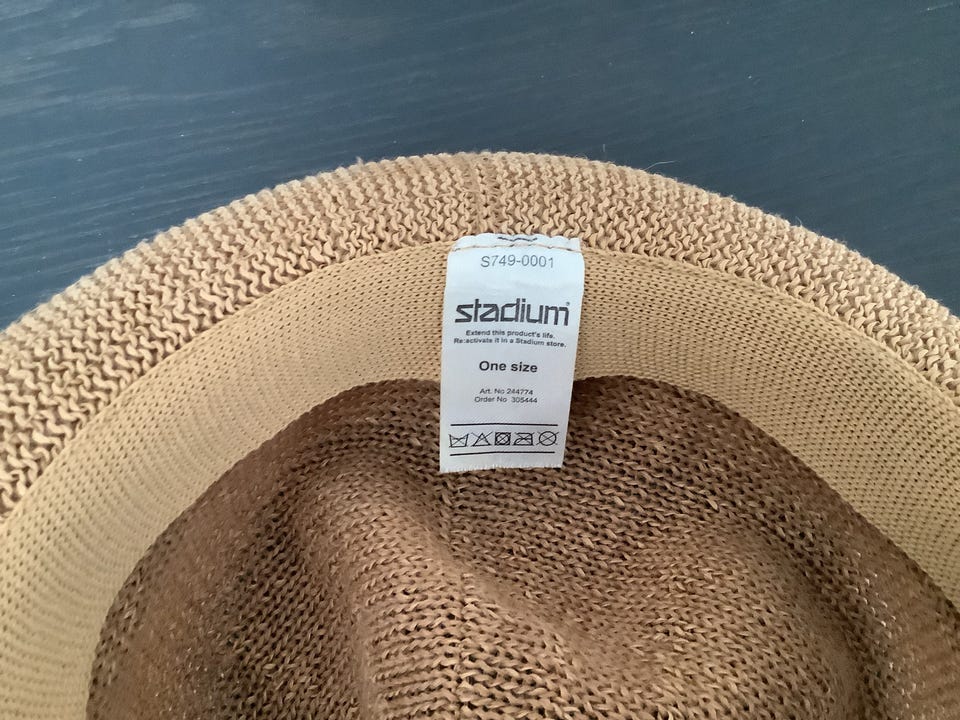 S749-0001
stadium®
Extend this product's life.
Re:activate it in a Stadium store.
One size
Art. No 244774
Order No 305444